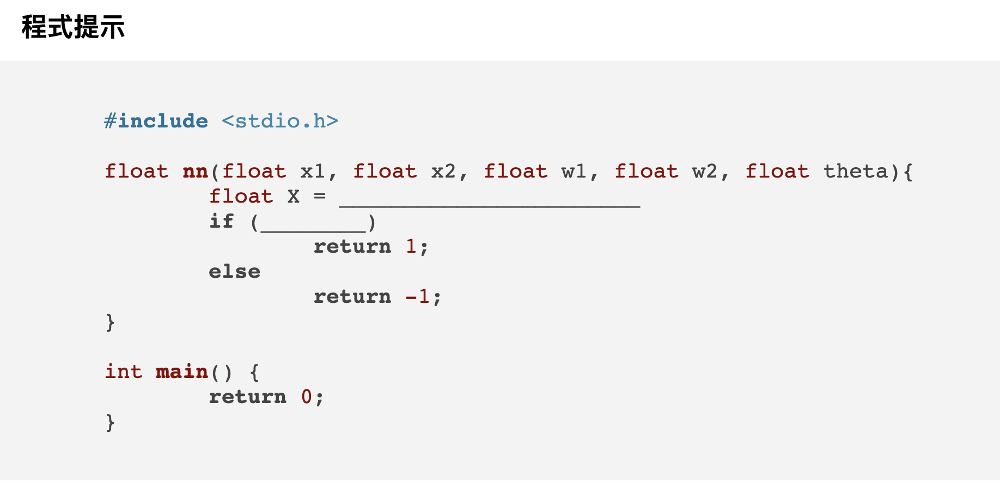 程式提示
#include <stdio.h>
float nn(float x1, float x2, float w1, float w2, float theta){
float X = _______________________
if (________)
return 1;
else
return -1;
}
int main() {
return 0;
}